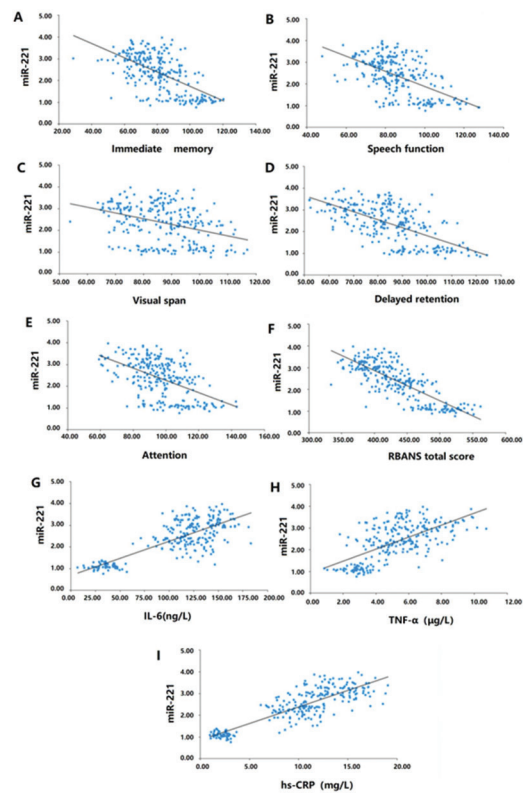 A
miR-221
5.00
4.00
3.00
2.00
1.00
0.00
20.00 40.00 60.00 80.00 100.00 120.00 140.00
Immediate memory
B
miR-221
5.00
4.00
3.00
2.00
1.00
0.00
40.00 60.00 80.00 100.00 120.00 140.00
Speech function
C
miR-221
5.00
4.00
3.00
2.00
1.00
0.00
50.00 60.00 70.00 80.00 90.00 100.00 110.00 120.00
Visual span
D
miR-221
5.00
4.00
3.00
2.00
1.00
0.00
50.00 60.00 70.00 80.00 90.00 100.00 110.00 120.00 130.00
Delayed retention
E
miR-221
5.00
4.00
3.00
2.00
1.00
0.00
40.00 60.00 80.00 100.00 120.00 140.00 160.00
Attention
F
miR-221
5.00
4.00
3.00
2.00
1.00
0.00
300.00 350.00 400.00 450.00 500.00 550.00 600.00
RBANS total score
G
miR-221
5.00
4.00
3.00
2.00
1.00
0.00
0.00 25.00 50.00 75.00 100.00 125.00 150.00 175.00 200.00
IL-6(ng/L)
H
miR-221
5.00
4.00
3.00
2.00
1.00
0.00
0.00 2.00 4.00 6.00 8.00 10.00 12.00
TNF-α (μg/L)
I
miR-221
5.00
4.00
3.00
2.00
1.00
0.00
0.00 5.00 10.00 15.00 20.00
hs-CRP (mg/L)